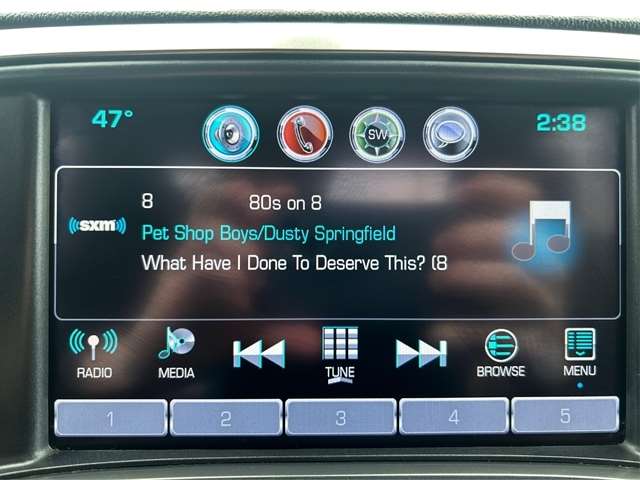 47° SW 2:38
8 80s on 8
sxm
Pet Shop Boys/Dusty Springfield
What Have I Done To Deserve This? (8
RADIO MEDIA TUNE BROWSE MENU
1 2 3 4 5